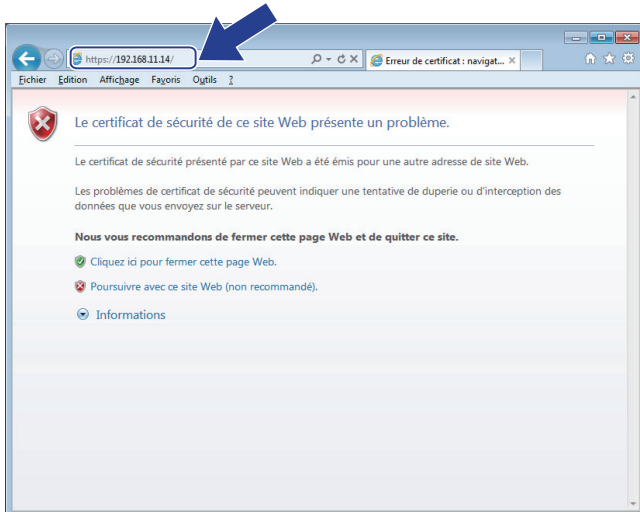 https://192.168.11.14/
Erreur de certificat : navigat...
Fichier Edition Affichage Favoris Outils ?
Le certificat de sécurité de ce site Web présente un problème.
Le certificat de sécurité présenté par ce site Web a été émis pour une autre adresse de site Web.
Les problèmes de certificat de sécurité peuvent indiquer une tentative de duperie ou d'interception des
données que vous envoyez sur le serveur.
Nous vous recommandons de fermer cette page Web et de quitter ce site.
Cliquez ici pour fermer cette page Web.
Poursuivre avec ce site Web (non recommandé).
Informations